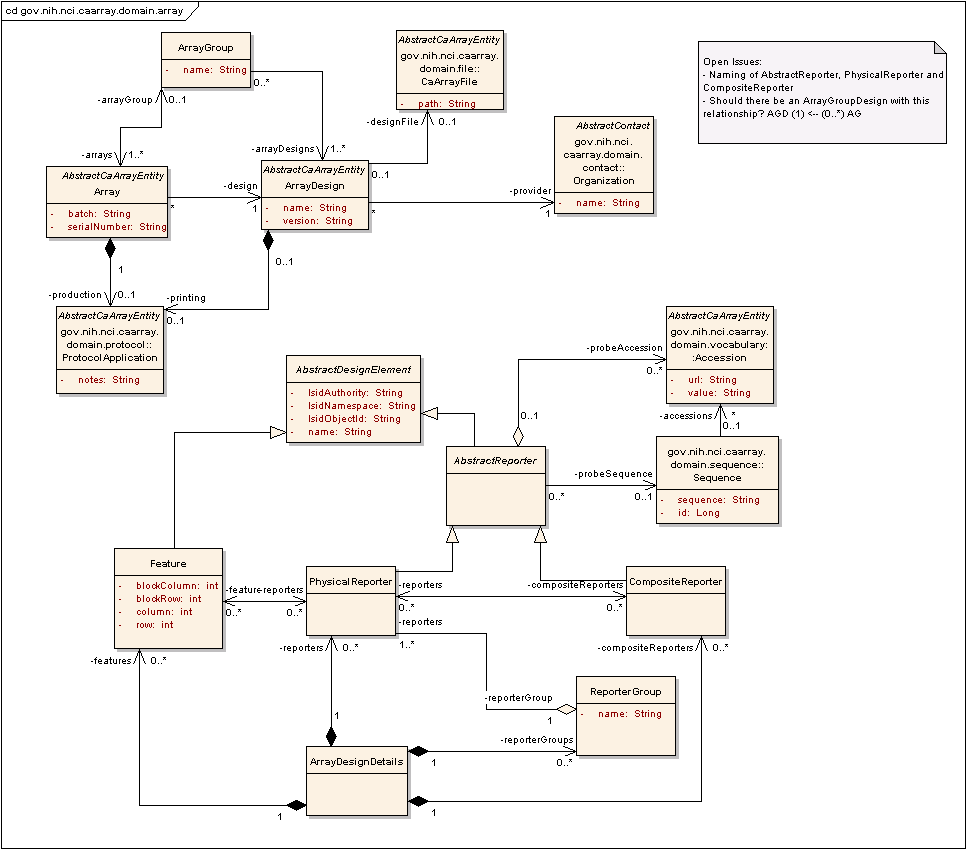 cd gov.nih.nci.caarray.domain.array
ArrayGroup
- name: String
0..*
-arrayGroup
0..1
AbstractCaArrayEntity
gov.nih.nci.caarray.
domain.file::
CaArrayFile
- path: String
-designFile
0..1
Open Issues:
- Naming of AbstractReporter, PhysicalReporter and
CompositeReporter
- Should there be an ArrayGroupDesign with this
relationship? AGD (1) <-- (0..*) AG
-arrays
1..*
-arrayDesigns
1..*
AbstractCaArrayEntity
Array
- batch: String
- serialNumber: String
-design
*
1
AbstractCaArrayEntity
ArrayDesign
- name: String
- version: String
0..1
*
-provider
1
AbstractContact
gov.nih.nci.
caarray.domain.
contact::
Organization
- name: String
1
0..1
-production
0..1
-printing
0..1
AbstractCaArrayEntity
gov.nih.nci.caarray.
domain.protocol::
ProtocolApplication
- notes: String
AbstractDesignElement
- lsidAuthority: String
- lsidNamespace: String
- lsidObjectId: String
- name: String
-probeAccession
0..*
0..1
AbstractCaArrayEntity
gov.nih.nci.caarray.
domain.vocabulary:
:Accession
- url: String
- value: String
-accessions
*
0..1
AbstractReporter
-probeSequence
0..*
0..1
gov.nih.nci.caarray.
domain.sequence::
Sequence
- sequence: String
- id: Long
Feature
- blockColumn: int
- blockRow: int
- column: int
- row: int
-feature
-reporters
0..*
0..*
PhysicalReporter
-reporters
0..*
-compositeReporters
0..*
CompositeReporter
-reporters
1..*
-features
0..*
-reporters
0..*
-compositeReporters
0..*
-reporterGroup
1
ReporterGroup
- name: String
1
ArrayDesignDetails
-reporterGroups
1
0..*
1
1